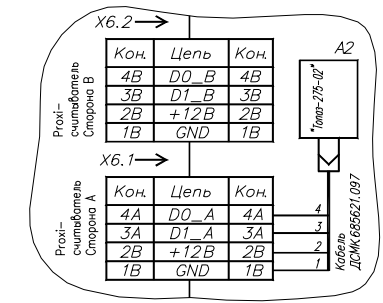 X6.2
Proxi-
считыватель
Сторона B
Кон. Цепь Кон.
4B D0_B 4B
3B D1_B 3B
2B +12B 2B
1B GND 1B
A2
"Топаз-275-02"
X6.1
Proxi-
считыватель
Сторона А
Кон. Цепь Кон.
4A D0_A 4A
3A D1_A 3A
2B +12B 2B
1B GND 1B
4
3
2
1
Кабель
ДСМК.685621.097